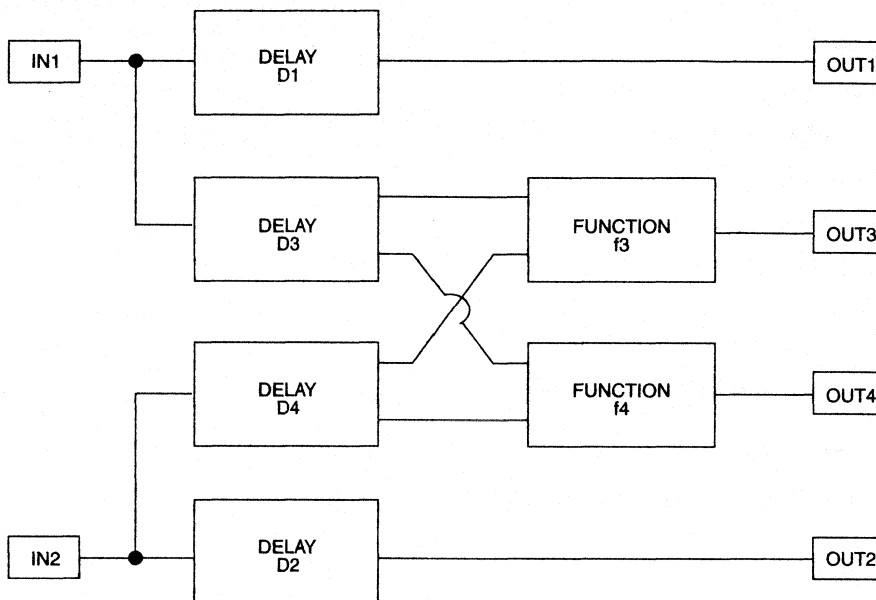 IN1
DELAY
D1
OUT1
DELAY
D3
FUNCTION
f3
OUT3
DELAY
D4
FUNCTION
f4
OUT4
IN2
DELAY
D2
OUT2